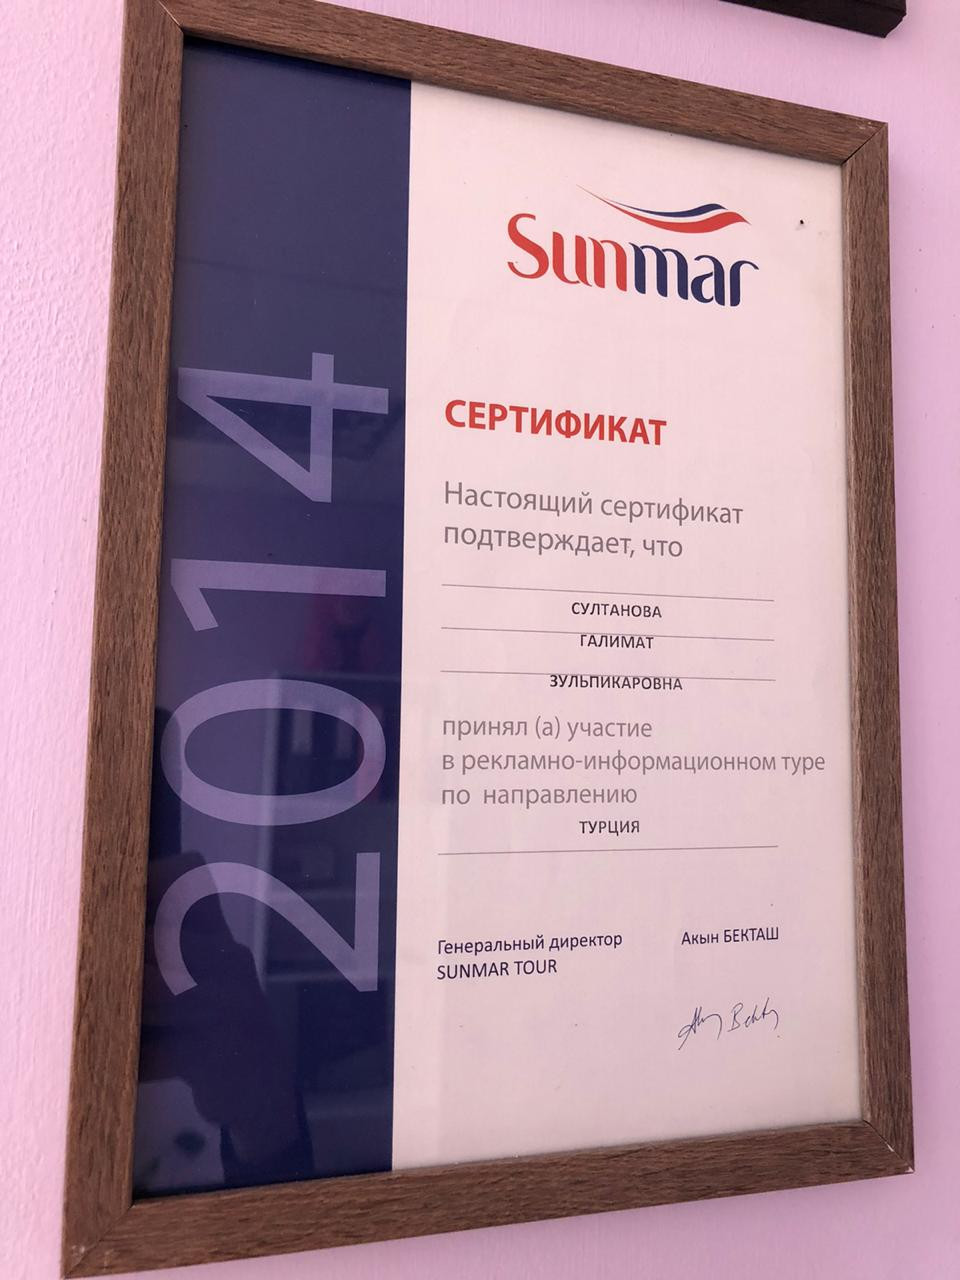 2014
Sunmar
СЕРТИФИКАТ
Настоящий сертификат
подтверждает, что
СУЛТАНОВА
ГАЛИМАТ
ЗУЛЬПИКАРОВНА
принял (а) участие
в рекламно-информационном туре
по направлению
ТУРЦИЯ
Генеральный директор
SUNMAR TOUR
Акын БЕКТАШ